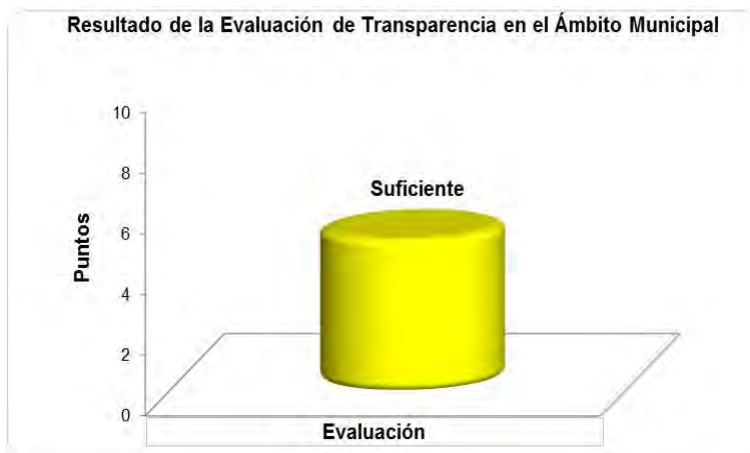 Resultado de la Evaluación de Transparencia en el Ámbito Municipal
10
8
6
4
2
0
Puntos
Suficiente
Evaluación